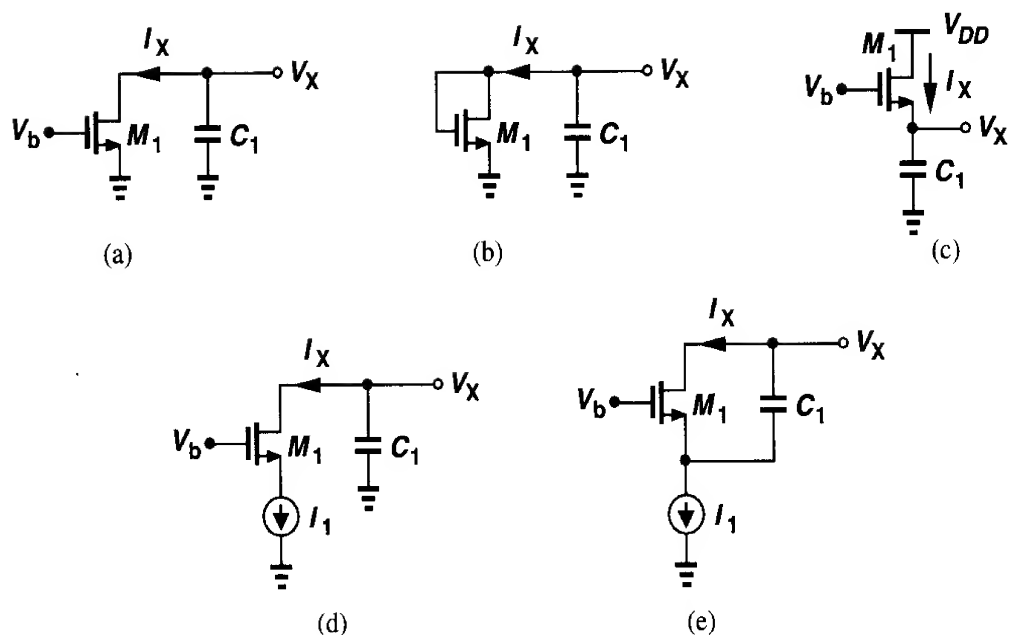 I_X
V_X
V_b
M_1
C_1
(a)
I_X
V_X
M_1
C_1
(b)
V_DD
M_1
V_b
I_X
V_X
C_1
(c)
I_X
V_X
V_b
M_1
C_1
I_1
(d)
I_X
V_X
V_b
M_1
C_1
I_1
(e)